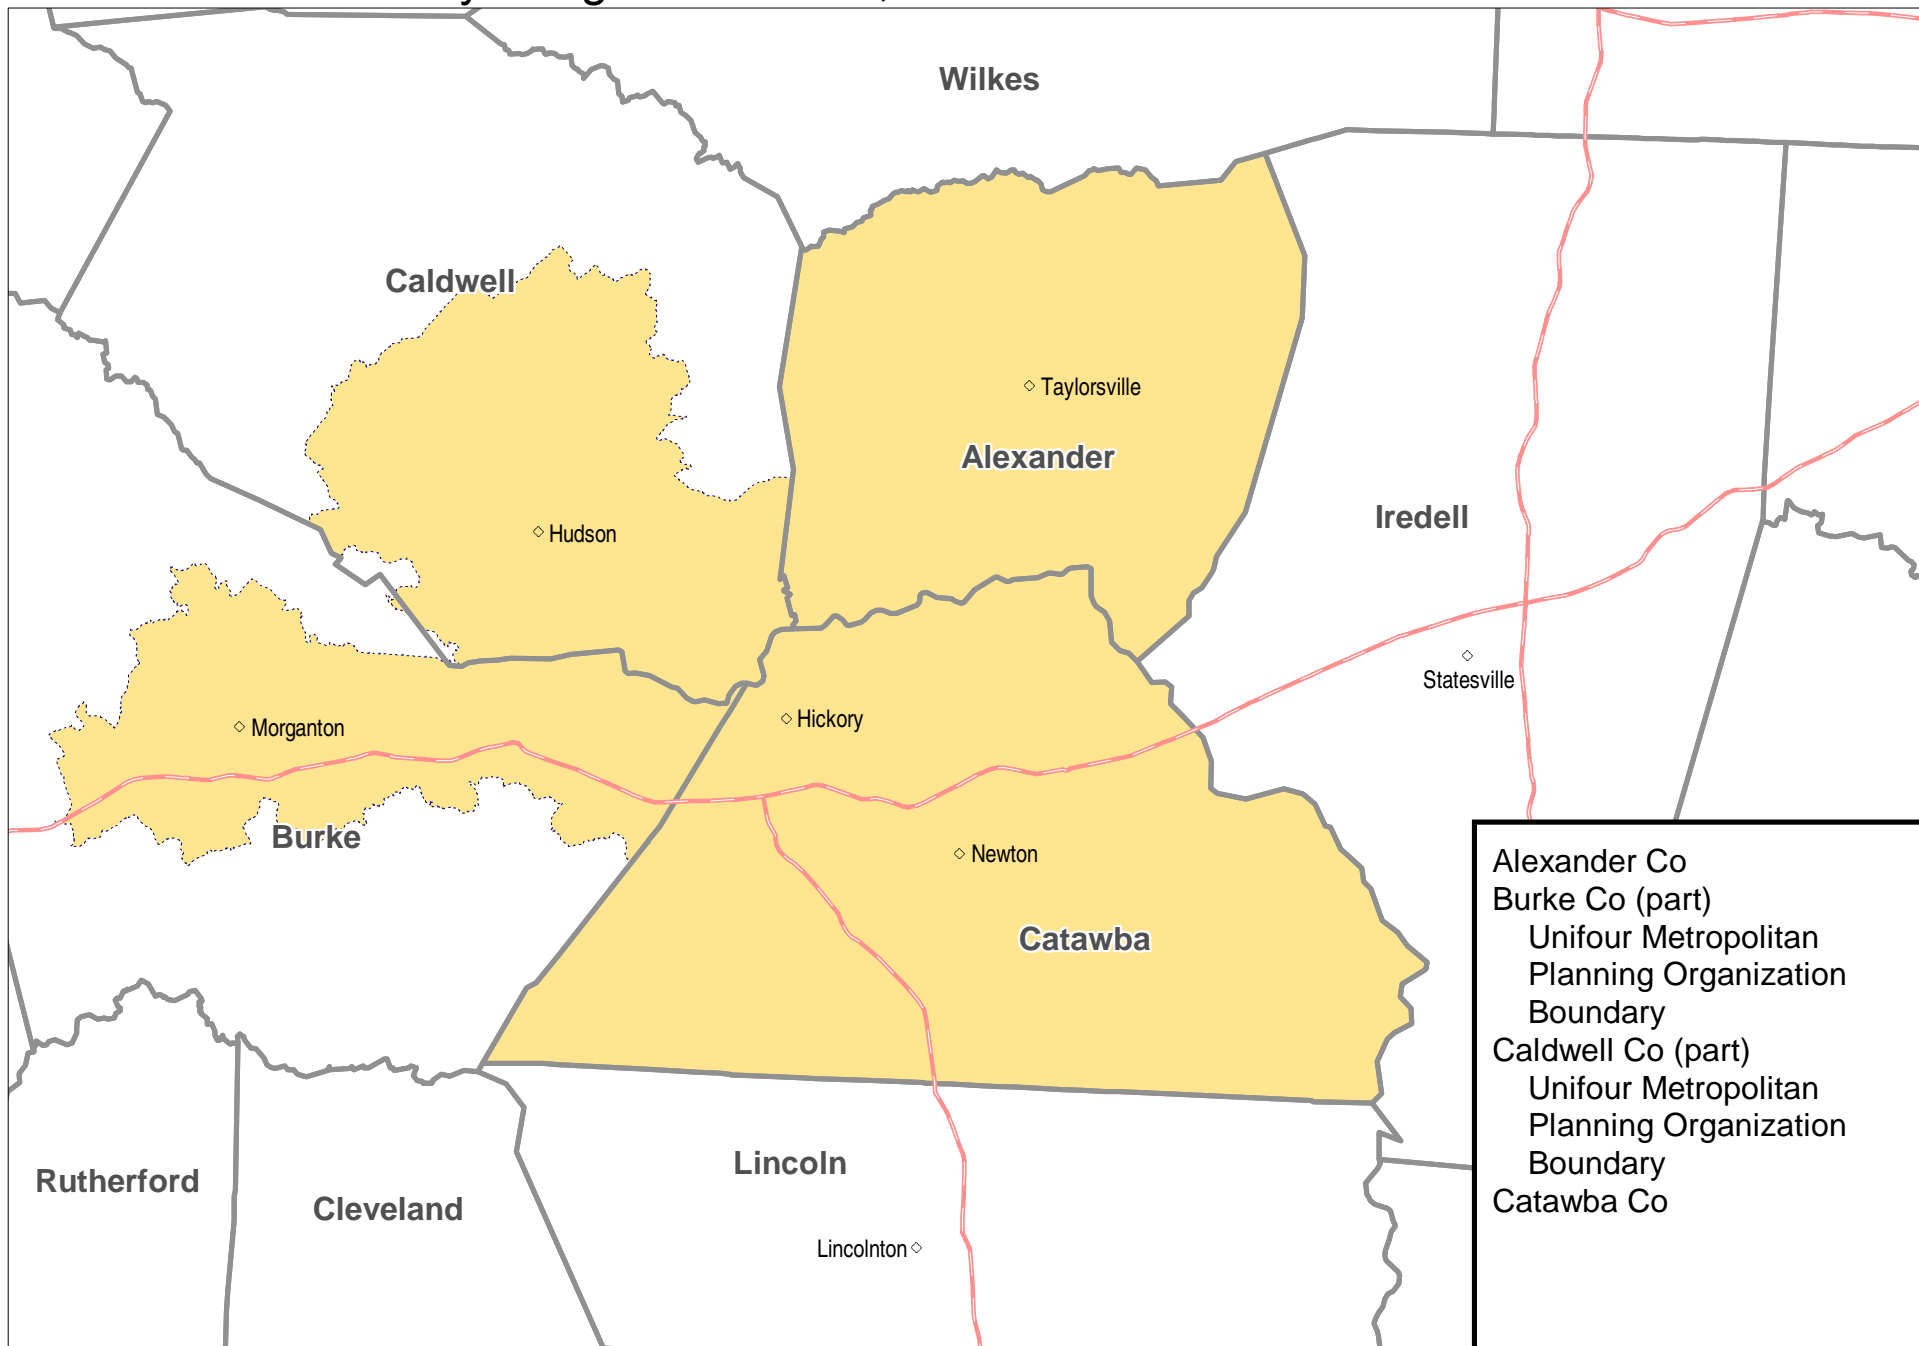 Wilkes
Caldwell
Taylorsville
Alexander
Iredell
Hudson
Statesville
Morganton
Hickory
Burke
Newton
Catawba
Rutherford
Cleveland
Lincoln
Lincolnton
Alexander Co
Burke Co (part)
Unifour Metropolitan
Planning Organization
Boundary
Caldwell Co (part)
Unifour Metropolitan
Planning Organization
Boundary
Catawba Co